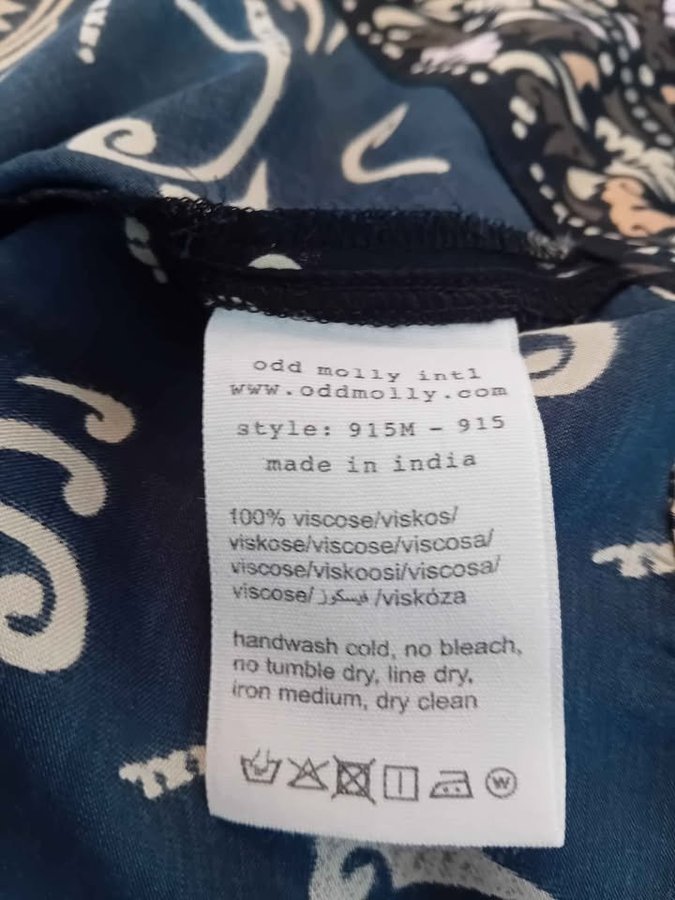 odd molly intl
www.oddmolly.com
style: 915M - 915
made in india
100% viscose/viskos/
viskose/viscose/viscosa/
viscose/viskoosi/viscosa/
viscose/ فيسكوز /viskóza
handwash cold, no bleach,
no tumble dry, line dry,
iron medium, dry clean
W